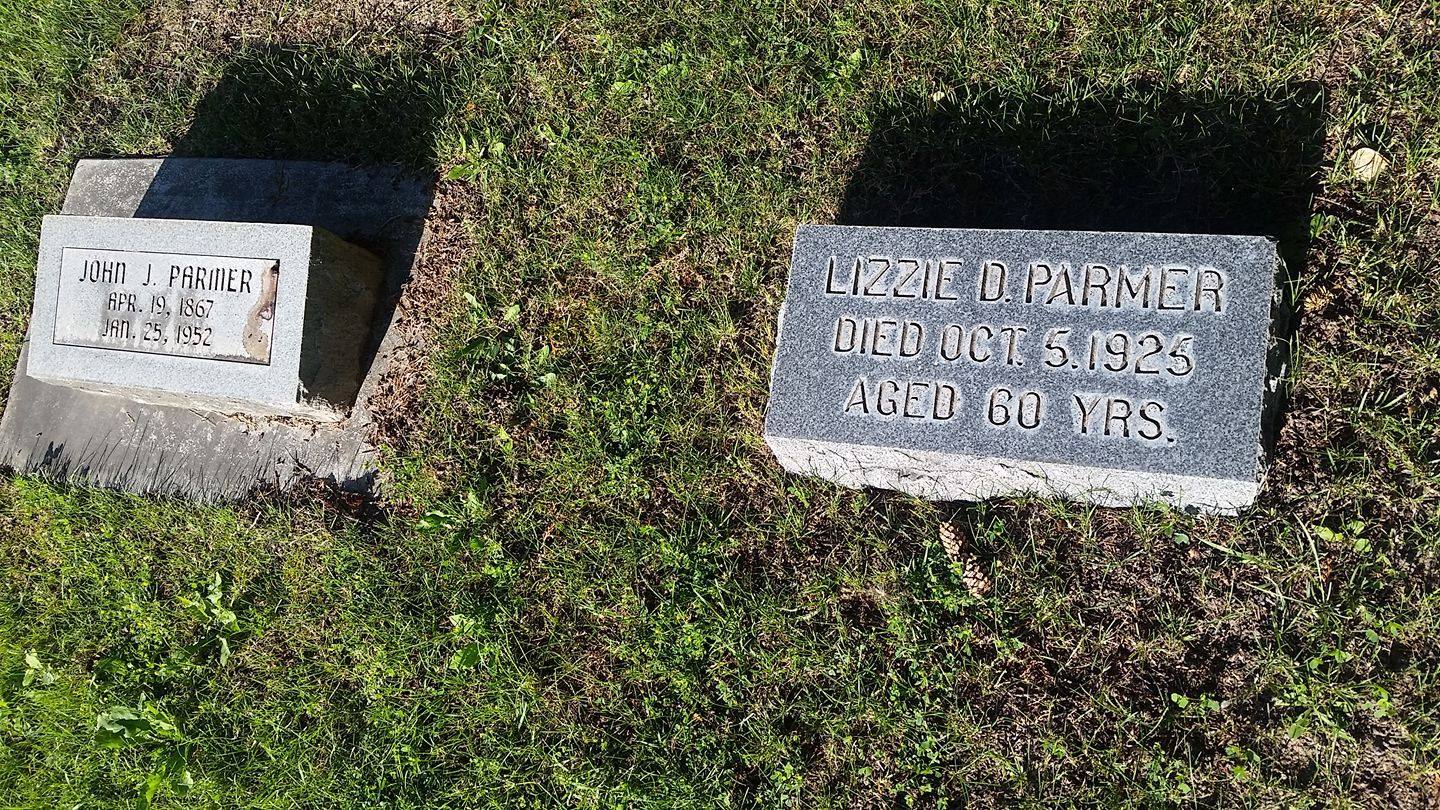 JOHN J. PARMER
APR. 19, 1867
JAN. 25, 1952
LIZZIE D. PARMER
DIED OCT. 5. 1925
AGED 60 YRS.